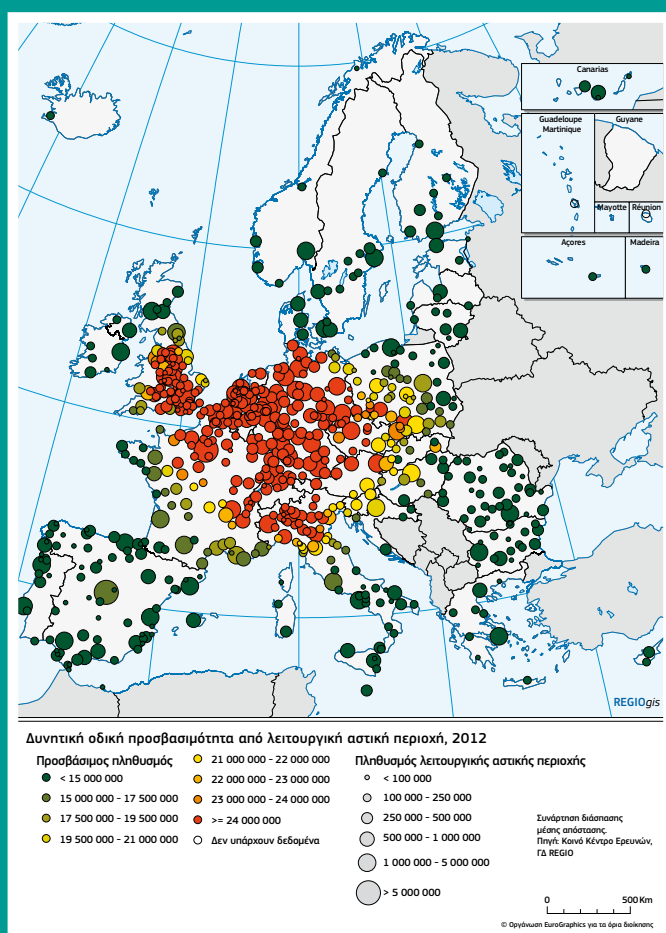 Canarias
Guadeloupe
Martinique
Guyane
Mayotte
Réunion
Açores
Madeira
REGIOgis
Δυνητική οδική προσβασιμότητα από λειτουργική αστική περιοχή, 2012
Προσβάσιμος πληθυσμός
< 15 000 000
15 000 000 - 17 500 000
17 500 000 - 19 500 000
19 500 000 - 21 000 000
21 000 000 - 22 000 000
22 000 000 - 23 000 000
23 000 000 - 24 000 000
>= 24 000 000
Δεν υπάρχουν δεδομένα
Πληθυσμός λειτουργικής αστικής περιοχής
< 100 000
100 000 - 250 000
250 000 - 500 000
500 000 - 1 000 000
1 000 000 - 5 000 000
> 5 000 000
Συνάρτηση διάσπασης
μέσης απόστασης.
Πηγή: Κοινό Κέντρο Ερευνών,
ΓΔ REGIO
0 500 Km
© Οργάνωση EuroGraphics για τα όρια διοίκησης